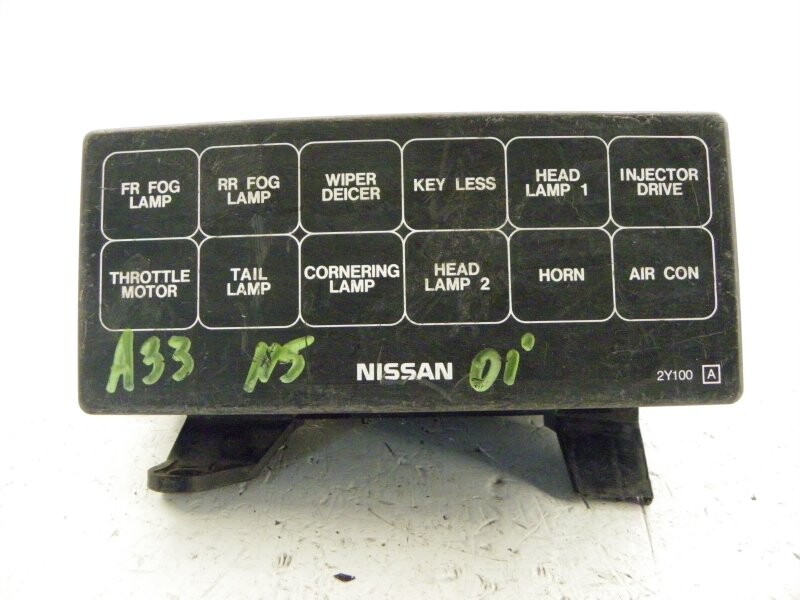 FR FOG
LAMP
RR FOG
LAMP
WIPER
DEICER
KEY LESS
HEAD
LAMP 1
INJECTOR
DRIVE
THROTTLE
MOTOR
TAIL
LAMP
CORNERING
LAMP
HEAD
LAMP 2
HORN
AIR CON
A33
NISSAN
01'
2Y100 A